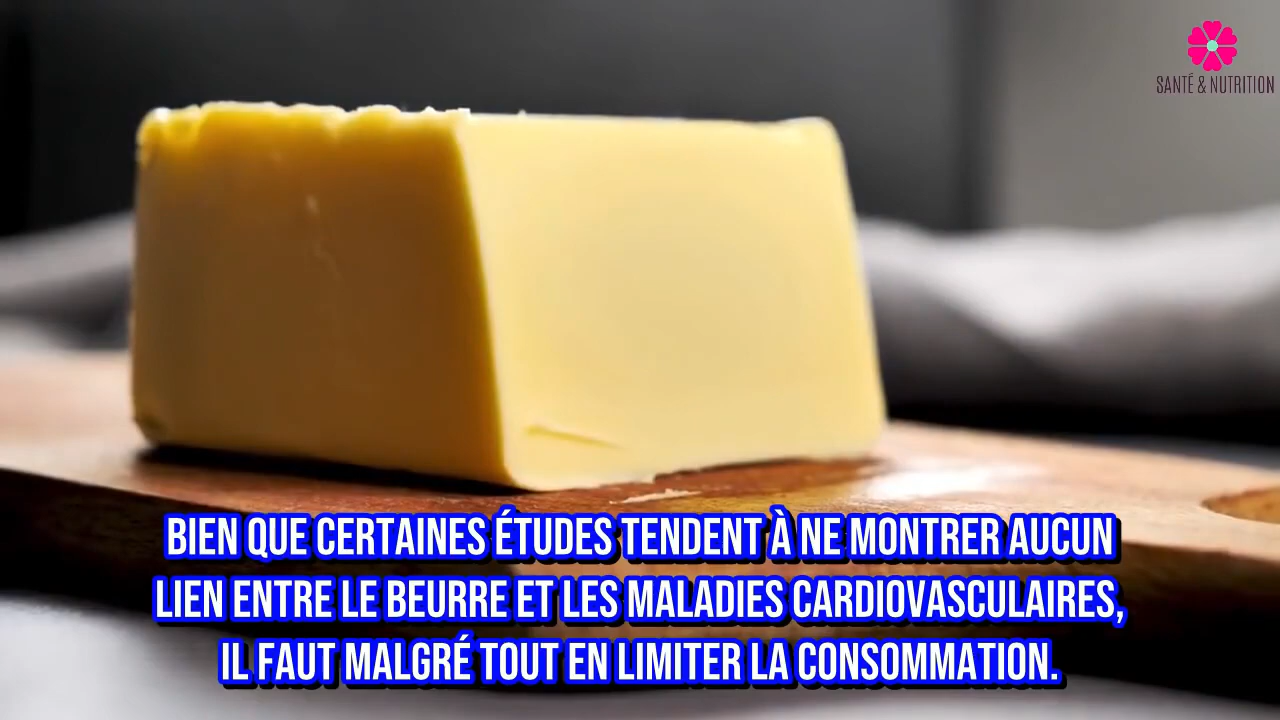 SANTÉ & NUTRITION
BIEN QUE CERTAINES ÉTUDES TENDENT À NE MONTRER AUCUN
LIEN ENTRE LE BEURRE ET LES MALADIES CARDIOVASCULAIRES,
IL FAUT MALGRÉ TOUT EN LIMITER LA CONSOMMATION.